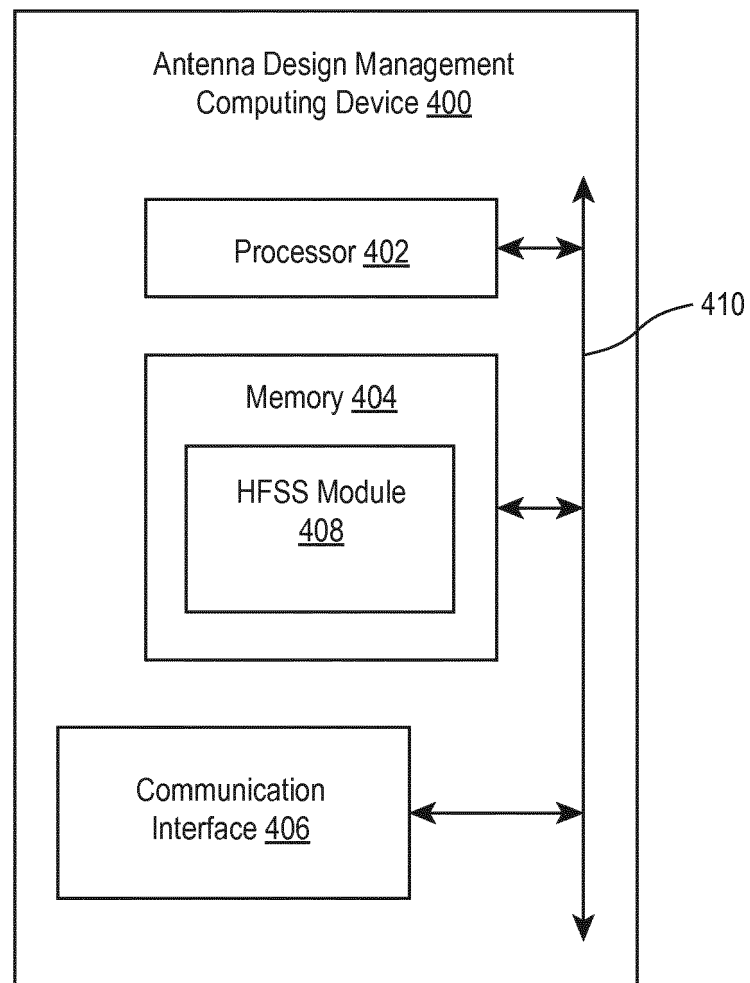 Antenna Design Management
Computing Device 400
Processor 402
410
Memory 404
HFSS Module
408
Communication
Interface 406